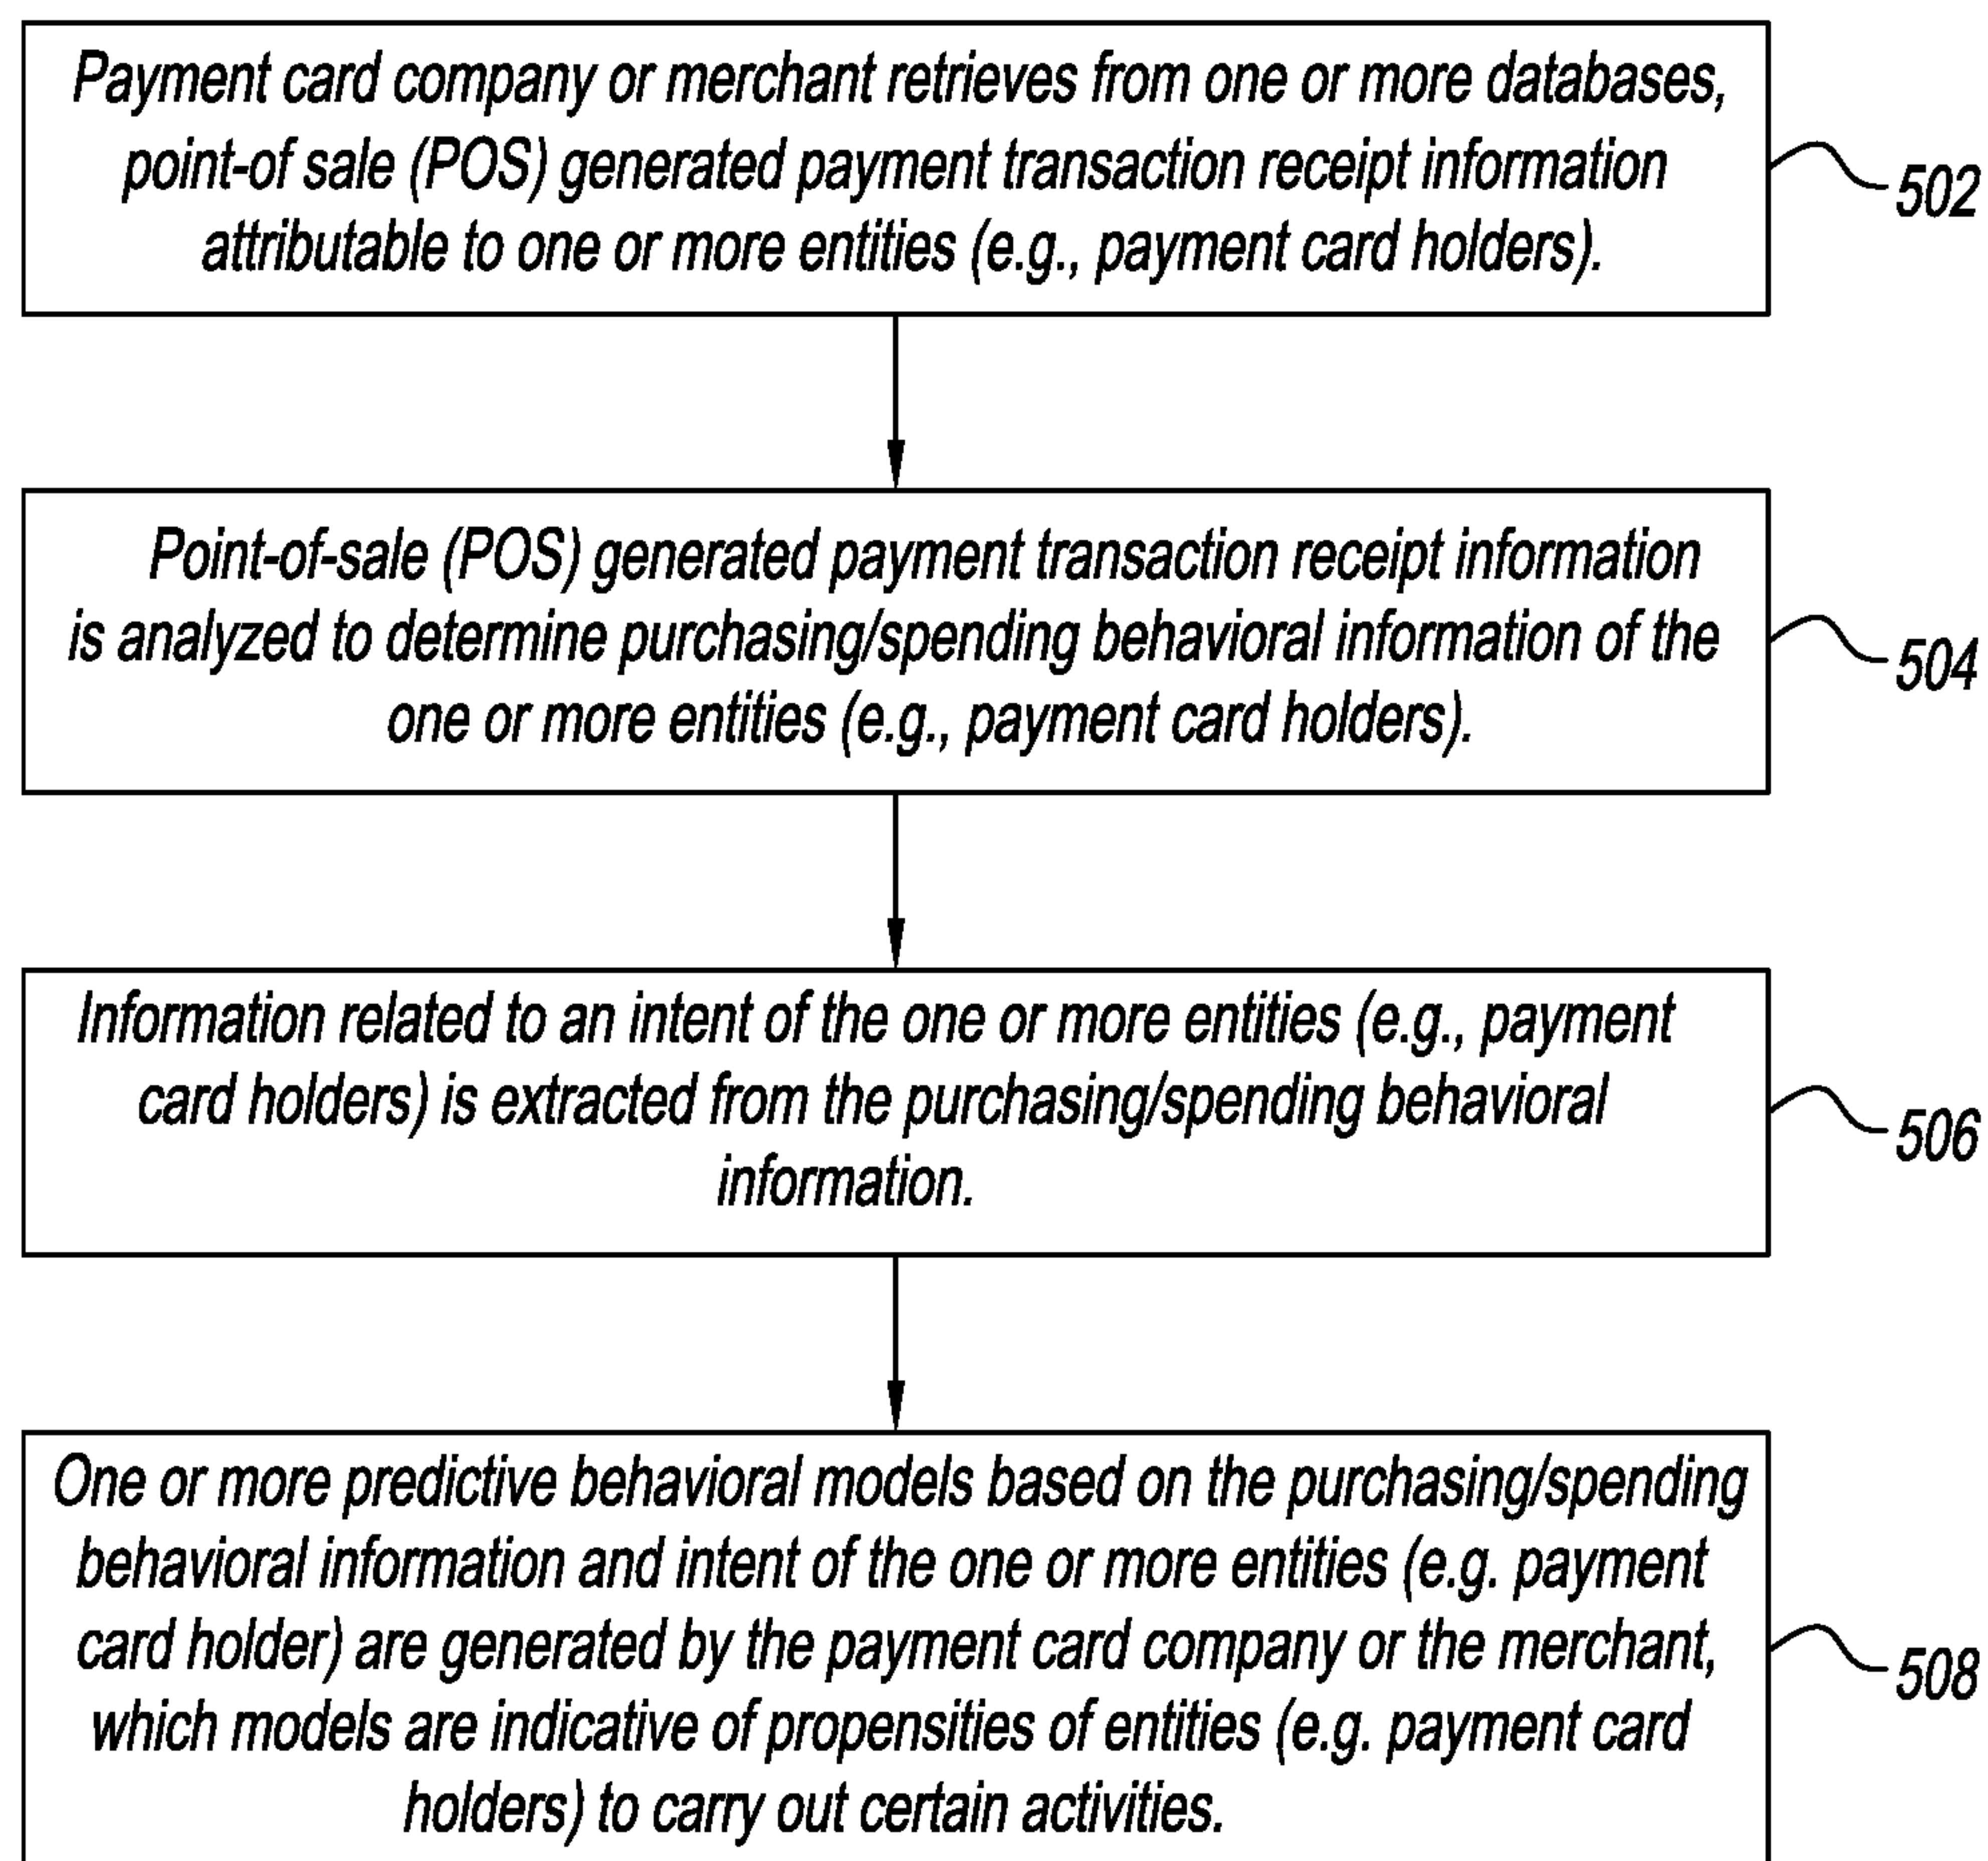 Payment card company or merchant retrieves from one or more databases,
point-of sale (POS) generated payment transaction receipt information
attributable to one or more entities (e.g., payment card holders).
502
Point-of-sale (POS) generated payment transaction receipt information
is analyzed to determine purchasing/spending behavioral information of the
one or more entities (e.g., payment card holders).
504
Information related to an intent of the one or more entities (e.g., payment
card holders) is extracted from the purchasing/spending behavioral
information.
506
One or more predictive behavioral models based on the purchasing/spending
behavioral information and intent of the one or more entities (e.g. payment
card holder) are generated by the payment card company or the merchant,
which models are indicative of propensities of entities (e.g. payment card
holders) to carry out certain activities.
508